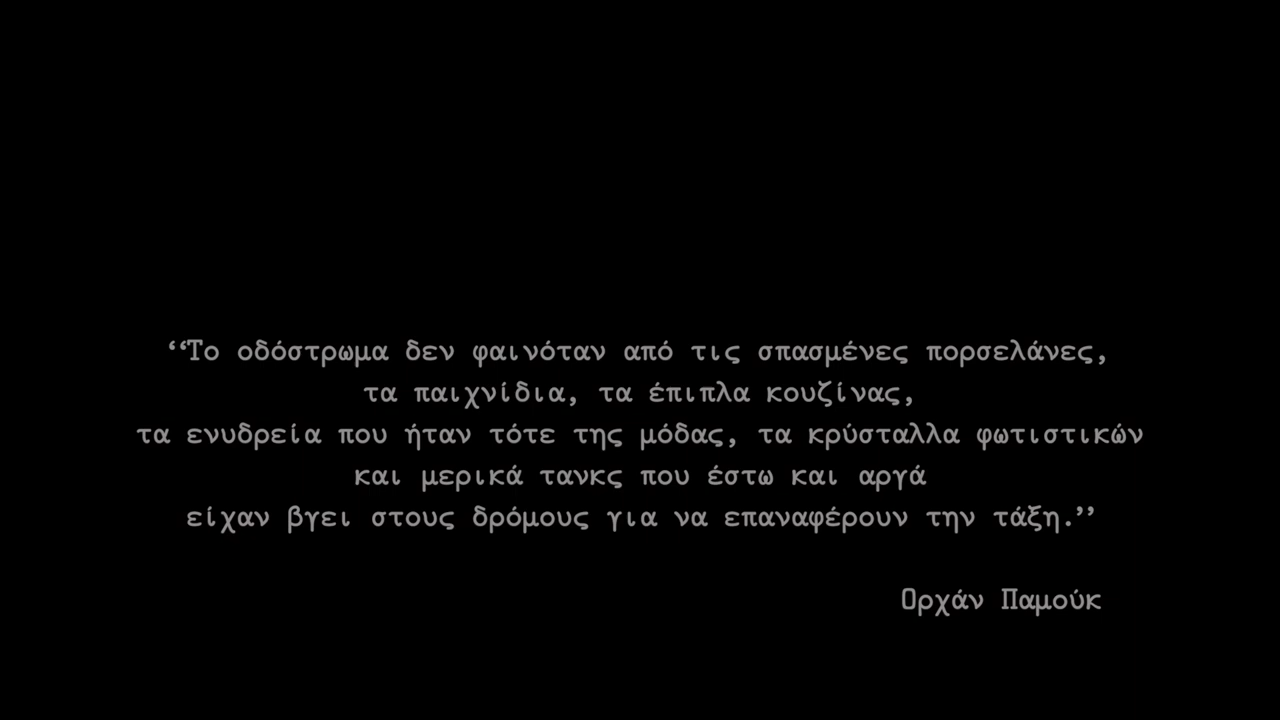 “Το οδόστρωμα δεν φαινόταν από τις σπασμένες πορσελάνες,
τα παιχνίδια, τα έπιπλα κουζίνας,
τα ενυδρεία που ήταν τότε της μόδας, τα κρύσταλλα φωτιστικών
και μερικά τανκς που έστω και αργά
είχαν βγει στους δρόμους για να επαναφέρουν την τάξη.”
Ορχάν Παμούκ